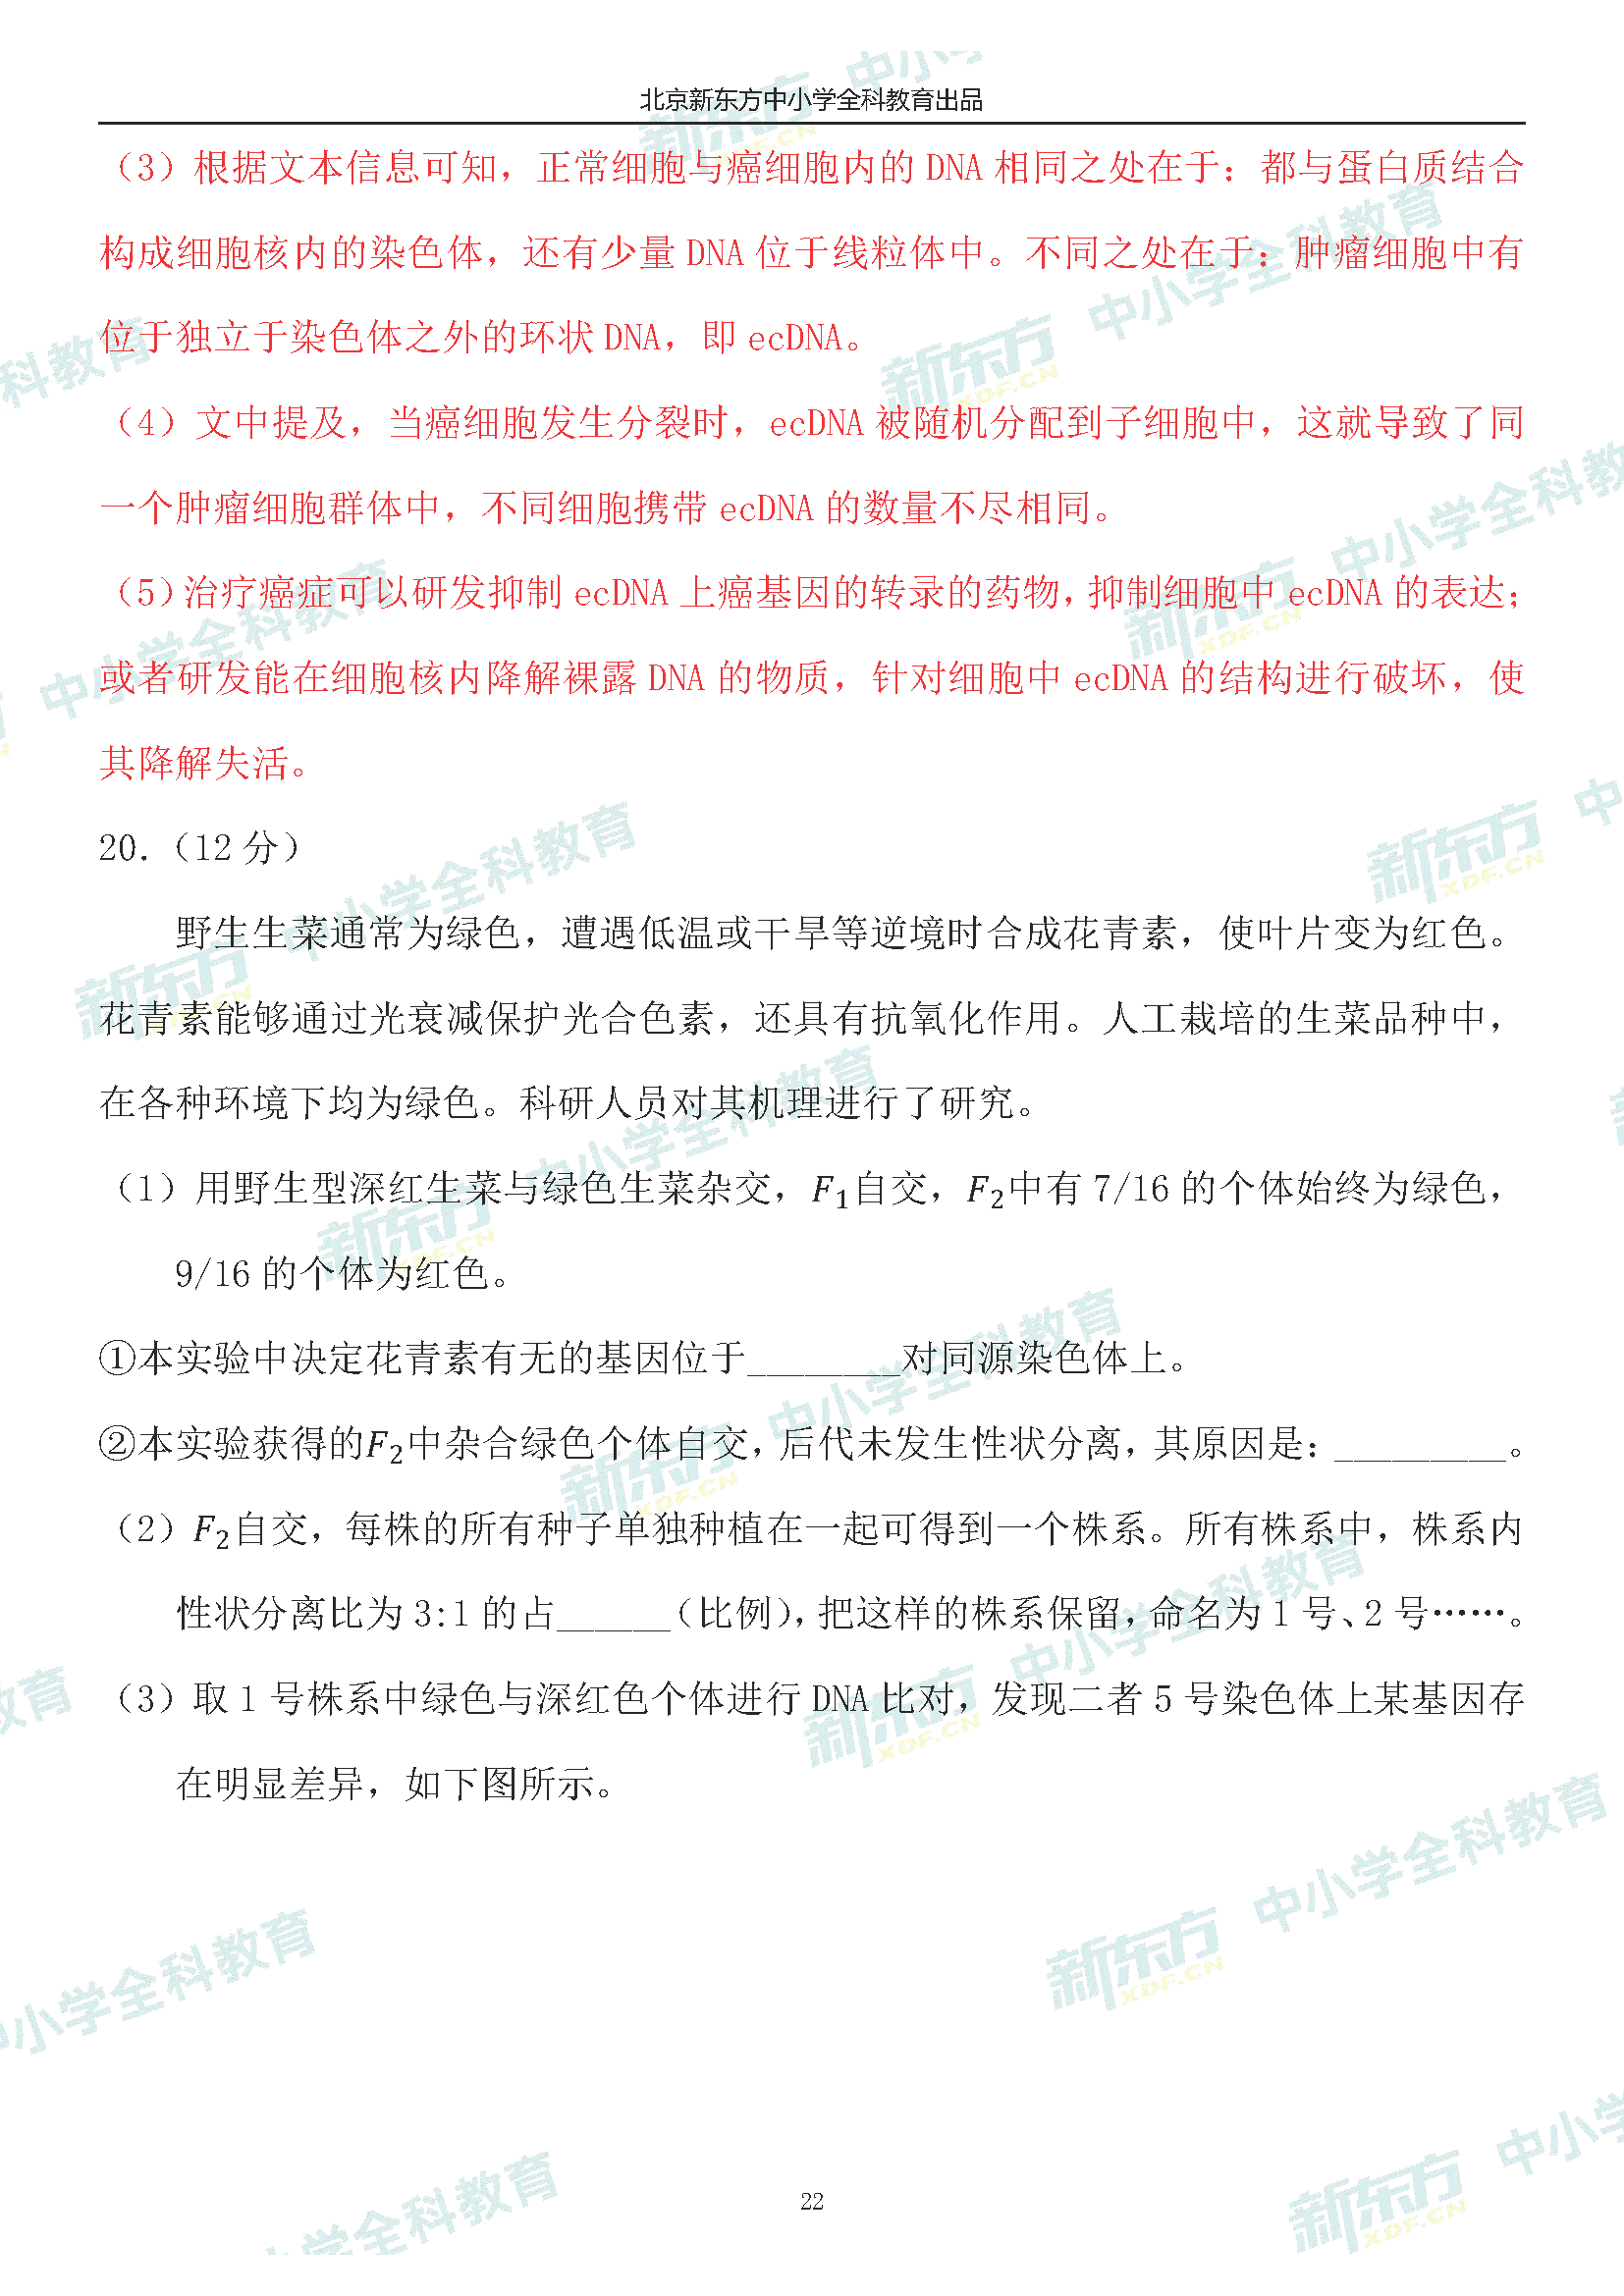 北京新东方中小学全科教育出品
（3）根据文本信息可知，正常细胞与癌细胞内的 DNA 相同之处在于：都与蛋白质结合
构成细胞核内的染色体，还有少量 DNA 位于线粒体中。不同之处在于：肿瘤细胞中有
位于独立于染色体之外的环状 DNA，即 ecDNA。
（4）文中提及，当癌细胞发生分裂时，ecDNA 被随机分配到子细胞中，这就导致了同
一个肿瘤细胞群体中，不同细胞携带 ecDNA 的数量不尽相同。
（5）治疗癌症可以研发抑制 ecDNA 上癌基因的转录的药物，抑制细胞中 ecDNA 的表达；
或者研发能在细胞核内降解裸露 DNA 的物质，针对细胞中 ecDNA 的结构进行破坏，使
其降解失活。
20.（12 分）
野生生菜通常为绿色，遭遇低温或干旱等逆境时合成花青素，使叶片变为红色。
花青素能够通过光衰减保护光合色素，还具有抗氧化作用。人工栽培的生菜品种中，
在各种环境下均为绿色。科研人员对其机理进行了研究。
（1）用野生型深红生菜与绿色生菜杂交，F₁自交，F₂中有 7/16 的个体始终为绿色，
9/16 的个体为红色。
①本实验中决定花青素有无的基因位于________对同源染色体上。
②本实验获得的F₂中杂合绿色个体自交，后代未发生性状分离，其原因是：_________。
（2）F₂自交，每株的所有种子单独种植在一起可得到一个株系。所有株系中，株系内
性状分离比为 3:1 的占______（比例），把这样的株系保留，命名为 1 号、2 号……。
（3）取 1 号株系中绿色与深红色个体进行 DNA 比对，发现二者 5 号染色体上某基因存
在明显差异，如下图所示。
22